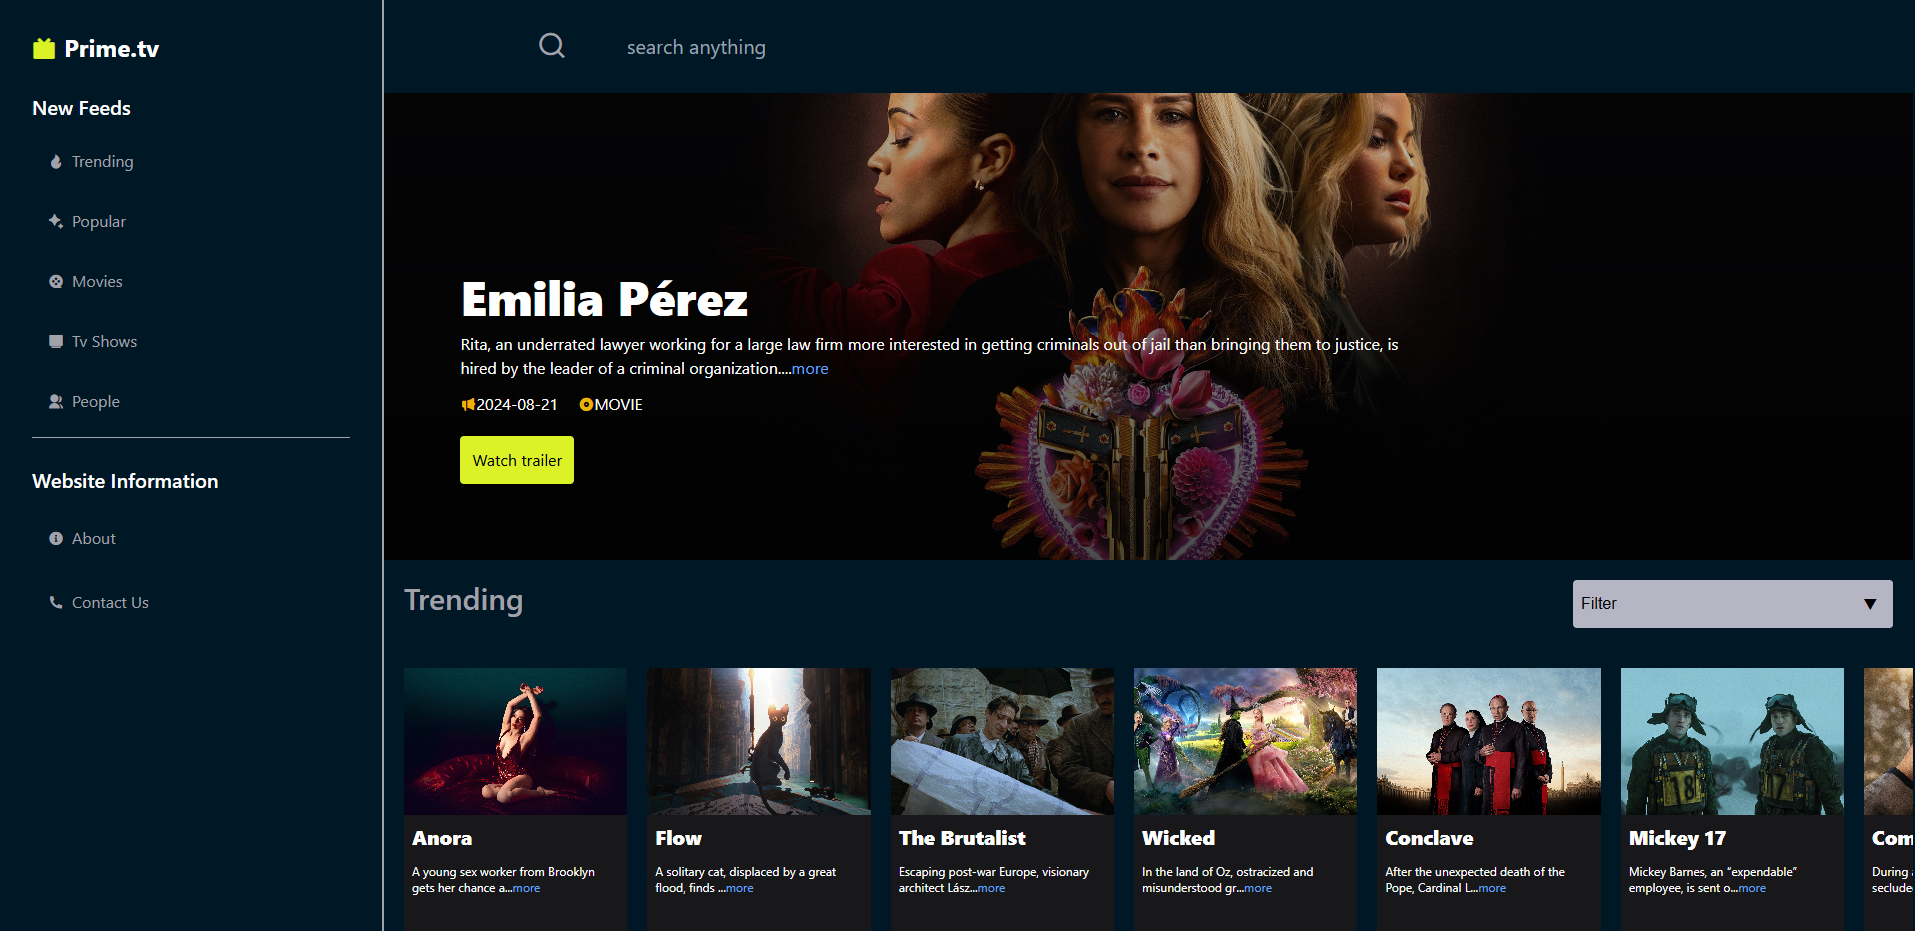 Prime.tv
New Feeds
Trending
Popular
Movies
Tv Shows
People
Website Information
About
Contact Us
search anything
Emilia Pérez
Rita, an underrated lawyer working for a large law firm more interested in getting criminals out of jail than bringing them to justice, is
hired by the leader of a criminal organization....more
2024-08-21 MOVIE
Watch trailer
Trending
Filter
Anora
A young sex worker from Brooklyn
gets her chance a...more
Flow
A solitary cat, displaced by a great
flood, finds ...more
The Brutalist
Escaping post-war Europe, visionary
architect Lász...more
Wicked
In the land of Oz, ostracized and
misunderstood gr...more
Conclave
After the unexpected death of the
Pope, Cardinal L...more
Mickey 17
Mickey Barnes, an “expendable”
employee, is sent o...more
Com
During
seclude